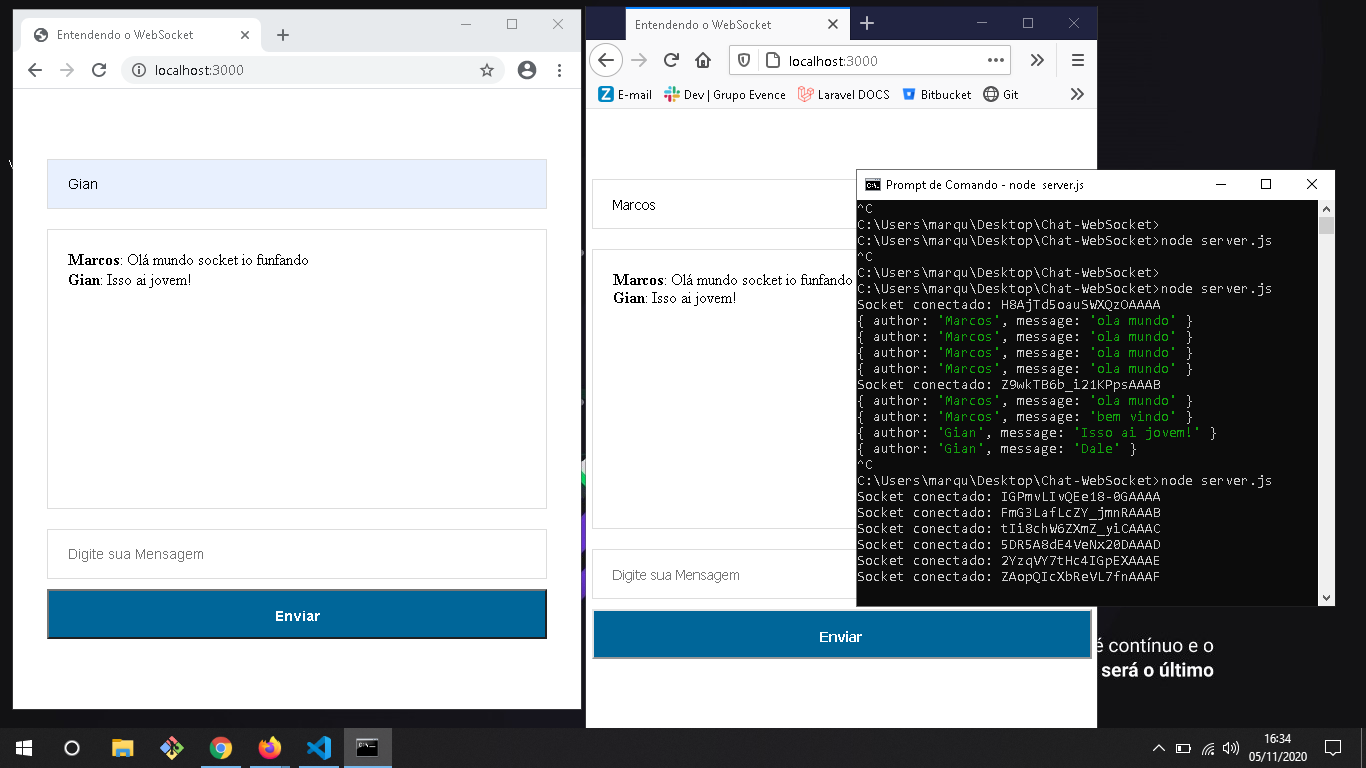 Entendendo o WebSocket
localhost:3000
Gian
Marcos: Olá mundo socket io funfando
Gian: Isso ai jovem!
Digite sua Mensagem
Enviar
Entendendo o WebSocket
localhost:3000
E-mail Dev | Grupo Evence Laravel DOCS Bitbucket Git
Marcos
Marcos: Olá mundo socket io funfando
Gian: Isso ai jovem!
Digite sua Mensagem
Enviar
Prompt de Comando - node server.js
^C
C:\Users\marqu\Desktop\Chat-WebSocket>
C:\Users\marqu\Desktop\Chat-WebSocket>node server.js
^C
C:\Users\marqu\Desktop\Chat-WebSocket>
C:\Users\marqu\Desktop\Chat-WebSocket>node server.js
Socket conectado: H8AjTd5oauSWXQzOAAAA
{ author: 'Marcos', message: 'ola mundo' }
{ author: 'Marcos', message: 'ola mundo' }
{ author: 'Marcos', message: 'ola mundo' }
{ author: 'Marcos', message: 'ola mundo' }
Socket conectado: Z9wkTB6b_i21KPpsAAAB
{ author: 'Marcos', message: 'ola mundo' }
{ author: 'Marcos', message: 'bem vindo' }
{ author: 'Gian', message: 'Isso ai jovem!' }
{ author: 'Gian', message: 'Dale' }
^C
C:\Users\marqu\Desktop\Chat-WebSocket>node server.js
Socket conectado: IGPmvLIvQEe18-0GAAAA
Socket conectado: FmG3LafLcZY_jmnRAAAB
Socket conectado: tIi8chW6ZXmZ_yiCAAAC
Socket conectado: 5DR5A8dE4VeNx20DAAAD
Socket conectado: 2YzqVY7tHc4IGpEXAAAE
Socket conectado: ZAopQIcXbReVL7fnAAAF
é contínuo e o
será o último
16:34
05/11/2020